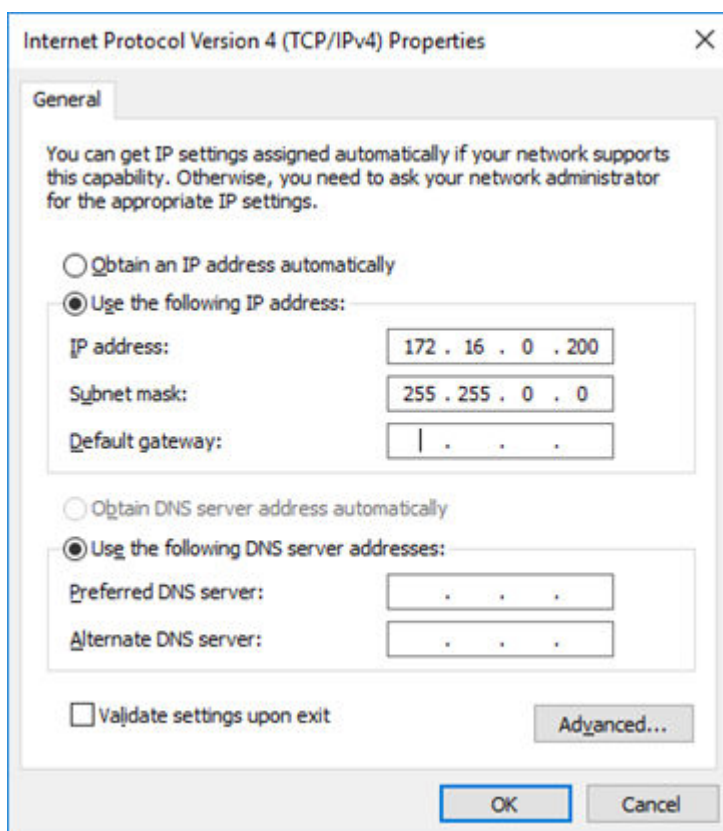 Internet Protocol Version 4 (TCP/IPv4) Properties
General
You can get IP settings assigned automatically if your network supports
this capability. Otherwise, you need to ask your network administrator
for the appropriate IP settings.
Obtain an IP address automatically
Use the following IP address:
IP address: 172 . 16 . 0 . 200
Subnet mask: 255 . 255 . 0 . 0
Default gateway: . . .
Obtain DNS server address automatically
Use the following DNS server addresses:
Preferred DNS server: . . .
Alternate DNS server: . . .
Validate settings upon exit
Advanced...
OK Cancel